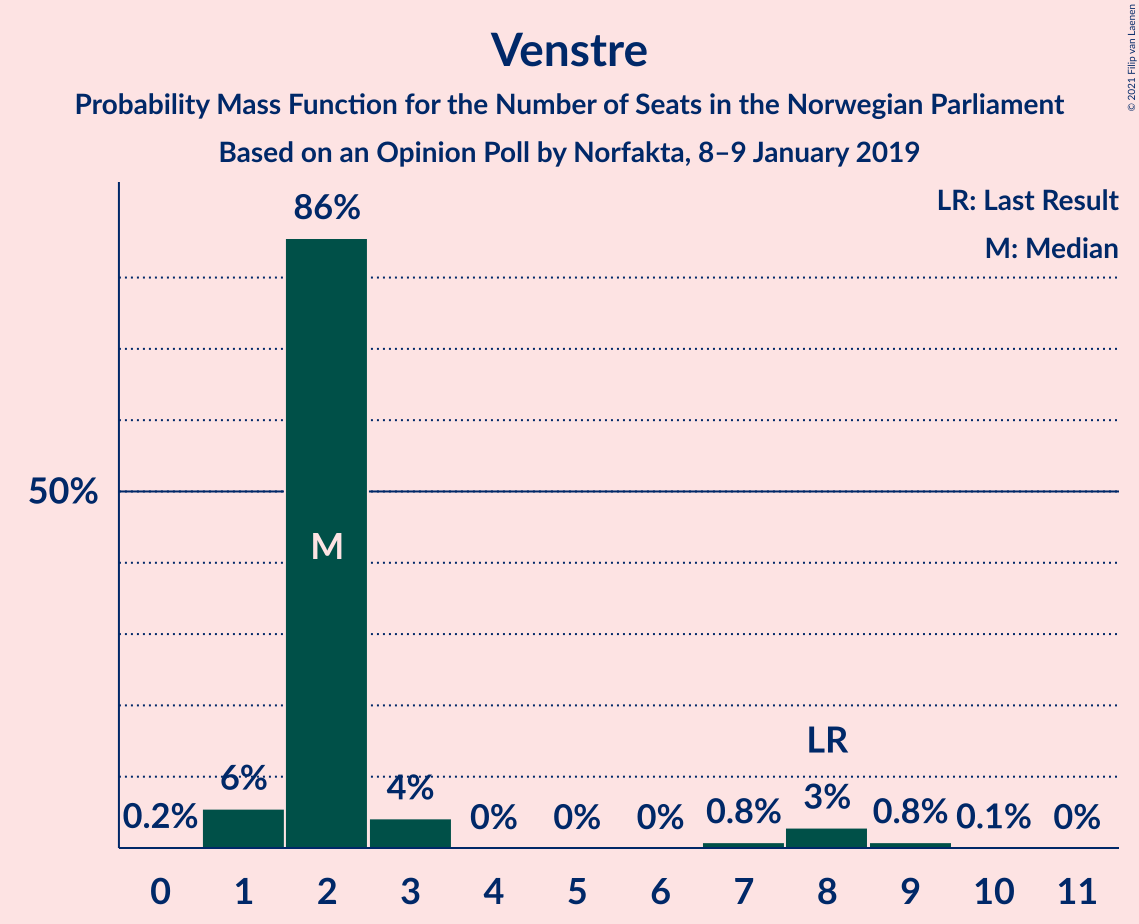 © 2021 Filip van Laenen
Venstre
Probability Mass Function for the Number of Seats in the Norwegian Parliament
Based on an Opinion Poll by Norfakta, 8–9 January 2019
LR: Last Result
M: Median
86%
50%
M
LR
0.2% 6% 4% 0% 0% 0% 0.8% 3% 0.8% 0.1% 0%
0 1 2 3 4 5 6 7 8 9 10 11